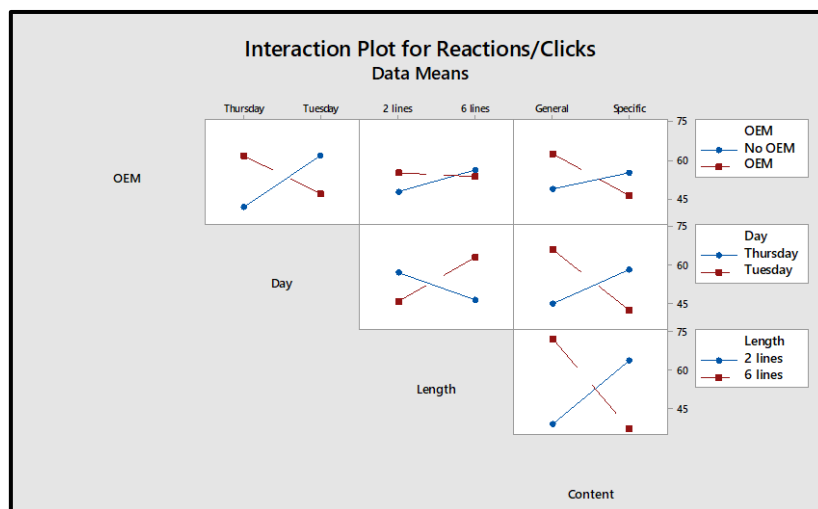 Interaction Plot for Reactions/Clicks
Data Means
Thursday Tuesday 2 lines 6 lines General Specific
75
60
45
OEM
OEM
No OEM
OEM
75
60
45
Day
Day
Thursday
Tuesday
75
60
45
Length
Length
2 lines
6 lines
Content